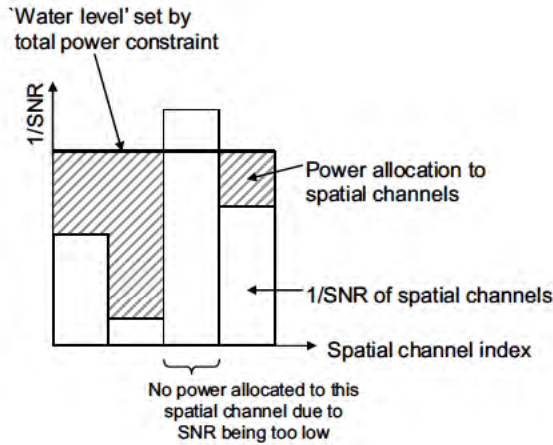 `Water level' set by
total power constraint
1/SNR
Power allocation to
spatial channels
1/SNR of spatial channels
Spatial channel index
No power allocated to this
spatial channel due to
SNR being too low